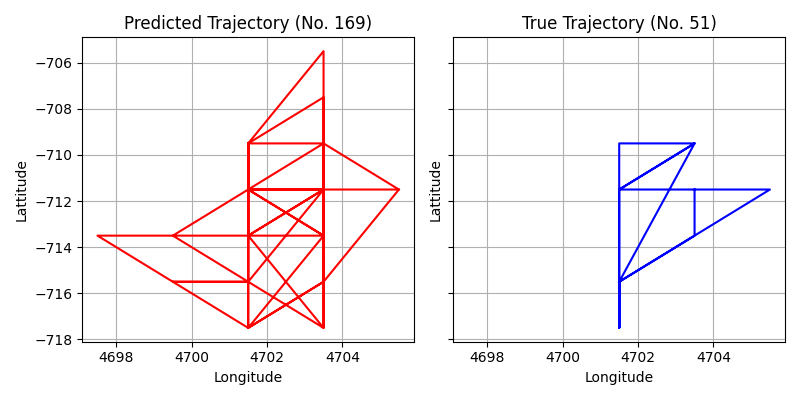 Predicted Trajectory (No. 169)
True Trajectory (No. 51)
Lattitude
−706
−708
−710
−712
−714
−716
−718
4698
4700
4702
4704
Longitude
Lattitude
4698
4700
4702
4704
Longitude